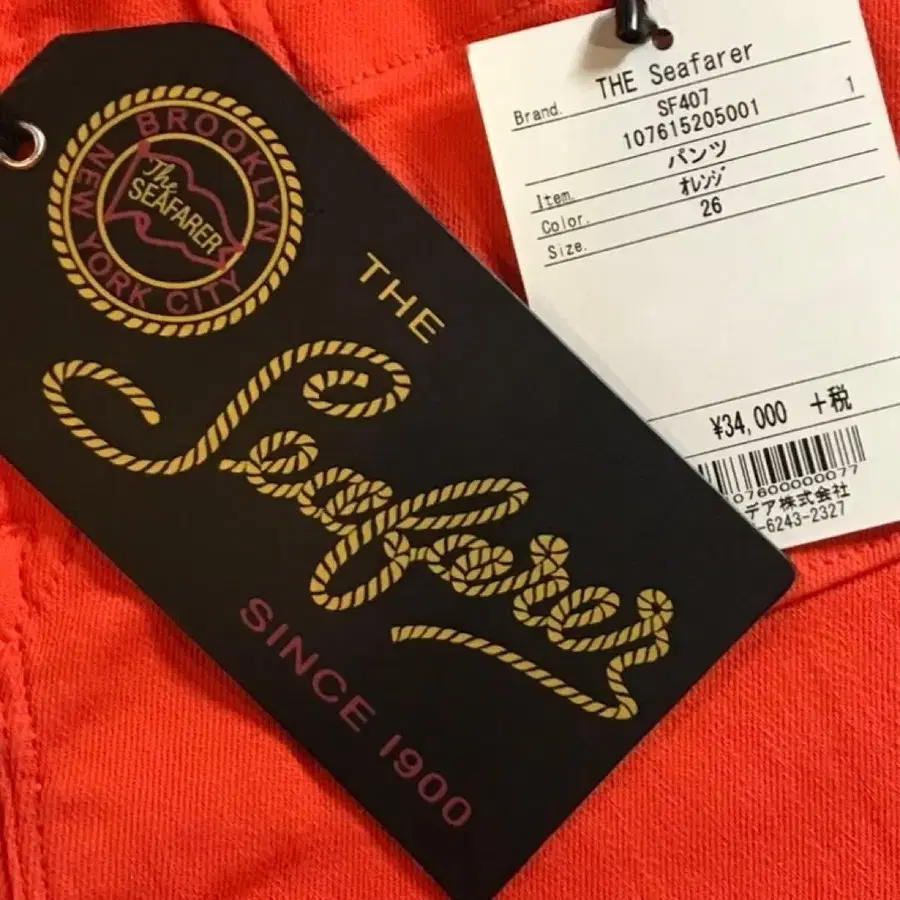 BROOKLYN
NEW YORK CITY
The
SEAFARER
THE
Seafarer
SINCE 1900
Brand. THE Seafarer
SF407
107615205001 1
Item. パンツ
Color. オレンジ
Size. 26
¥34,000 +税
07600000077
デア株式会社
-6243-2327